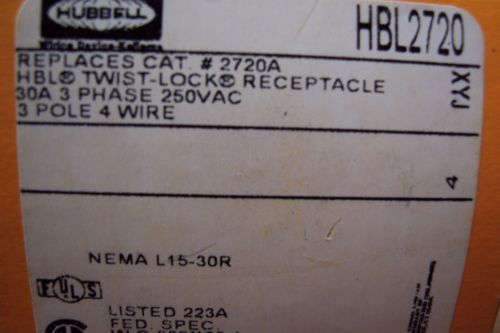 HUBBELL
HBL2720
REPLACES CAT. # 2720A
HBL® TWIST-LOCK® RECEPTACLE
30A 3 PHASE 250VAC
3 POLE 4 WIRE
XYJ
4
NEMA L15-30R
LISTED 223A
FED. SPEC